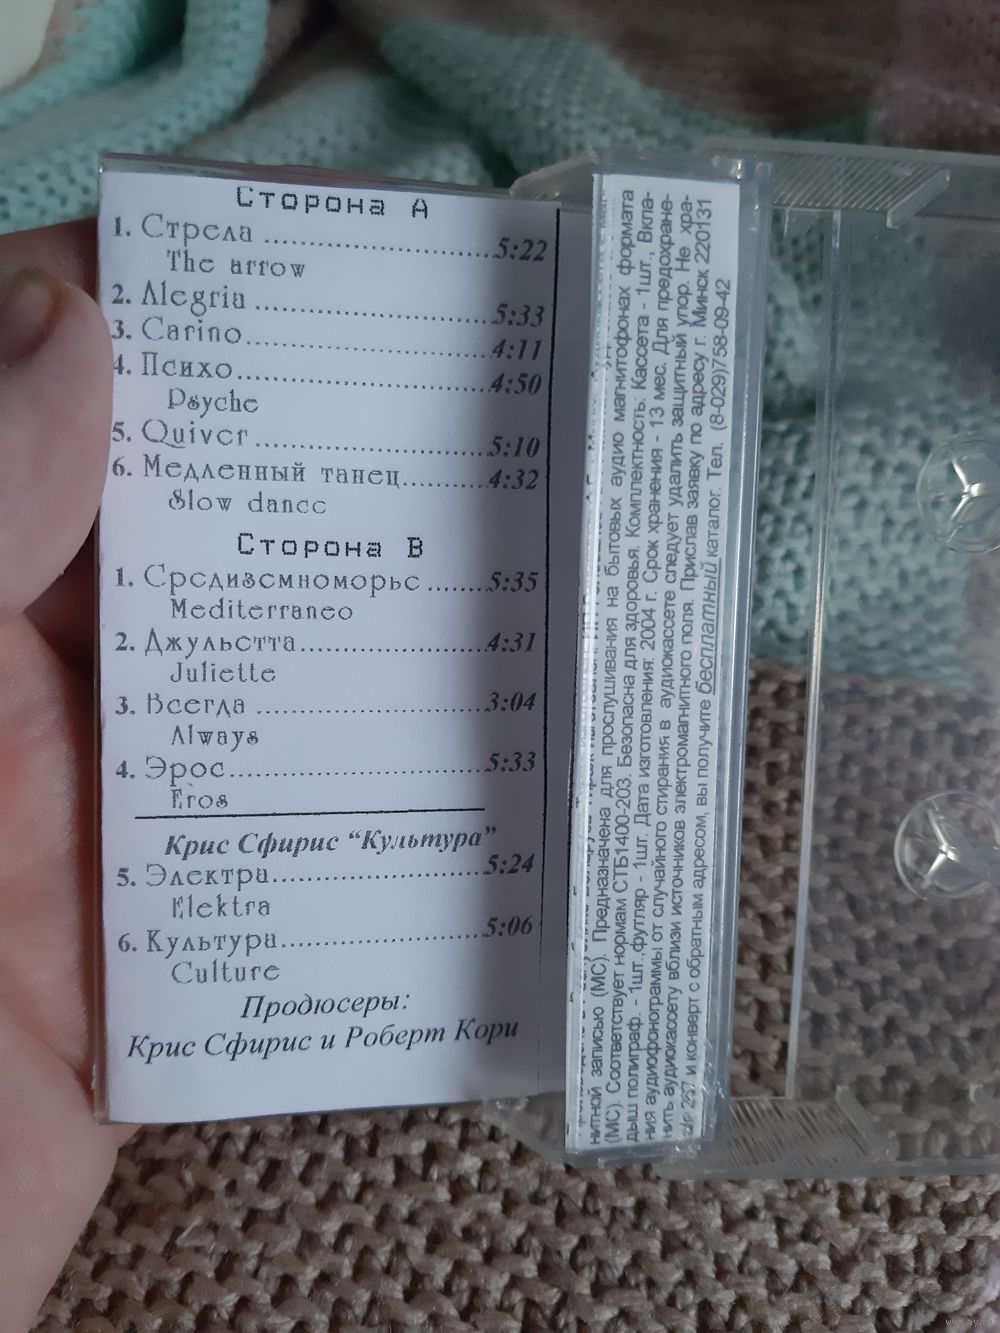 Сторона А
1. Стрела ........................5:22
The arrow
2. Alegria ........................5:33
3. Carino........................4:11
4. Психо........................4:50
Psyche
5. Quiver ........................5:10
6. Медленный танец.........4:32
Slow dance
Сторона В
1. Средиземноморье .......5:35
Mediterraneo
2. Джульетта...................4:31
Juliette
3. Всегда ........................3:04
Always
4. Эрос...........................5:33
Eros
Крис Сфирис “Культура”
5. Электра......................5:24
Elektra
6. Культура.....................5:06
Culture
Продюсеры:
Крис Сфирис и Роберт Кори
нитной записью (МС). Предназначена для прослушивания на бытовых аудио магнитофонах формата
(МС). Соответствует нормам СТБ1400-203. Безопасна для здоровья. Комплектность: Кассета - 1шт., Вкла-
дыш полиграф. - 1шт.,футляр - 1шт. Дата изготовления: 2004 г. Срок хранения - 13 мес. Для предохране-
ния аудиофонограммы от случайного стирания в аудиокассете следует удалить защитный упор. Не хра-
нить аудиокассету вблизи источников электромагнитного поля. Прислав заявку по адресу г. Минск 220131
а/я 267 и конверт с обратным адресом, вы получите бесплатный каталог. Тел. (8-029)758-09-42
www.ay.by